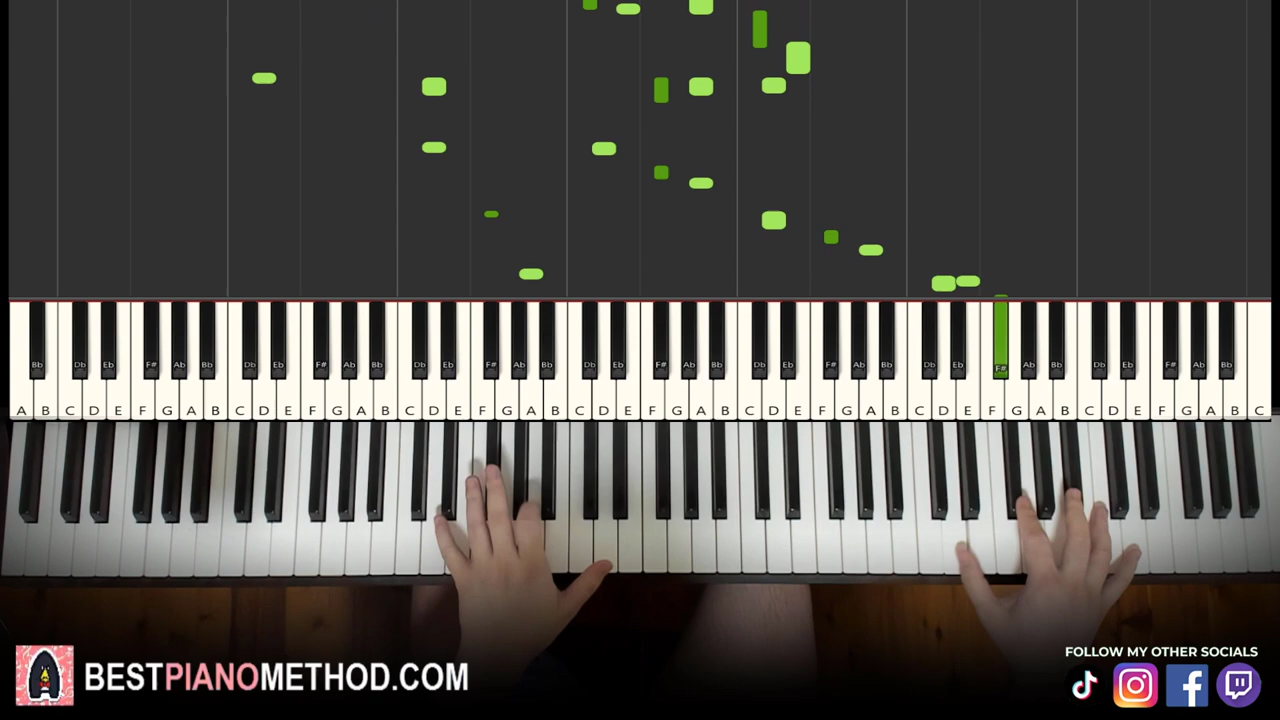 Bb Db Eb F# Ab Bb Db Eb F# Ab Bb Db Eb F# Ab Bb Db Eb F# Ab Bb Db Eb F# Ab Bb Db Eb F# Ab Bb Db Eb F# Ab Bb
A B C D E F G A B C D E F G A B C D E F G A B C D E F G A B C D E F G A B C D E F G A B C D E F G A B C
FOLLOW MY OTHER SOCIALS
BESTPIANOMETHOD.COM